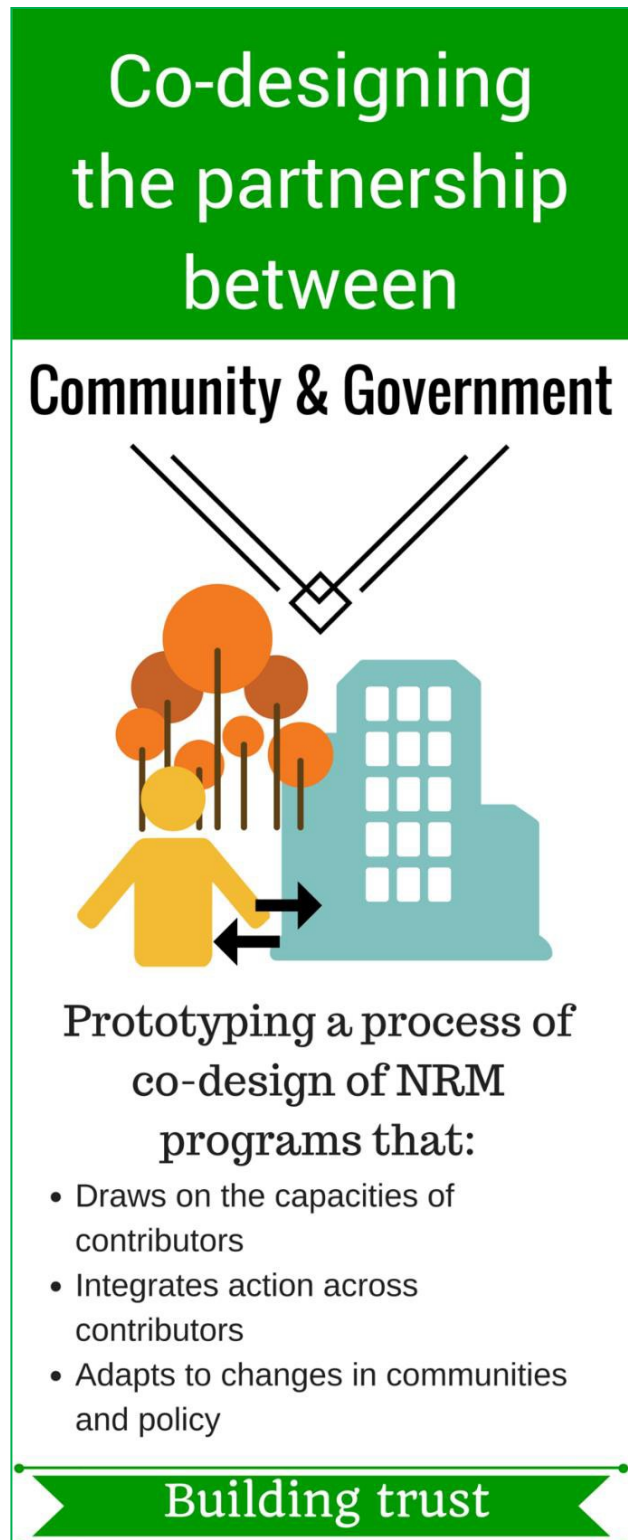 Co-designing
the partnership
between
Community & Government
Prototyping a process of
co-design of NRM
programs that:
• Draws on the capacities of
contributors
• Integrates action across
contributors
• Adapts to changes in communities
and policy
Building trust